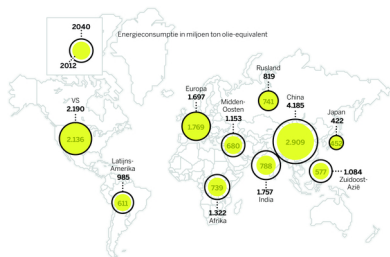 2040
2012
Energieconsumptie in miljoen ton olie-equivalent
VS
2.190
2.136
Latijns-
Amerika
985
611
Europa
1.697
1.769
Midden-
Oosten
1.153
680
Rusland
819
741
China
4.185
2.909
Japan
422
452
739
1.322
Afrika
788
1.757
India
577
1.084
Zuidoost-
Azië